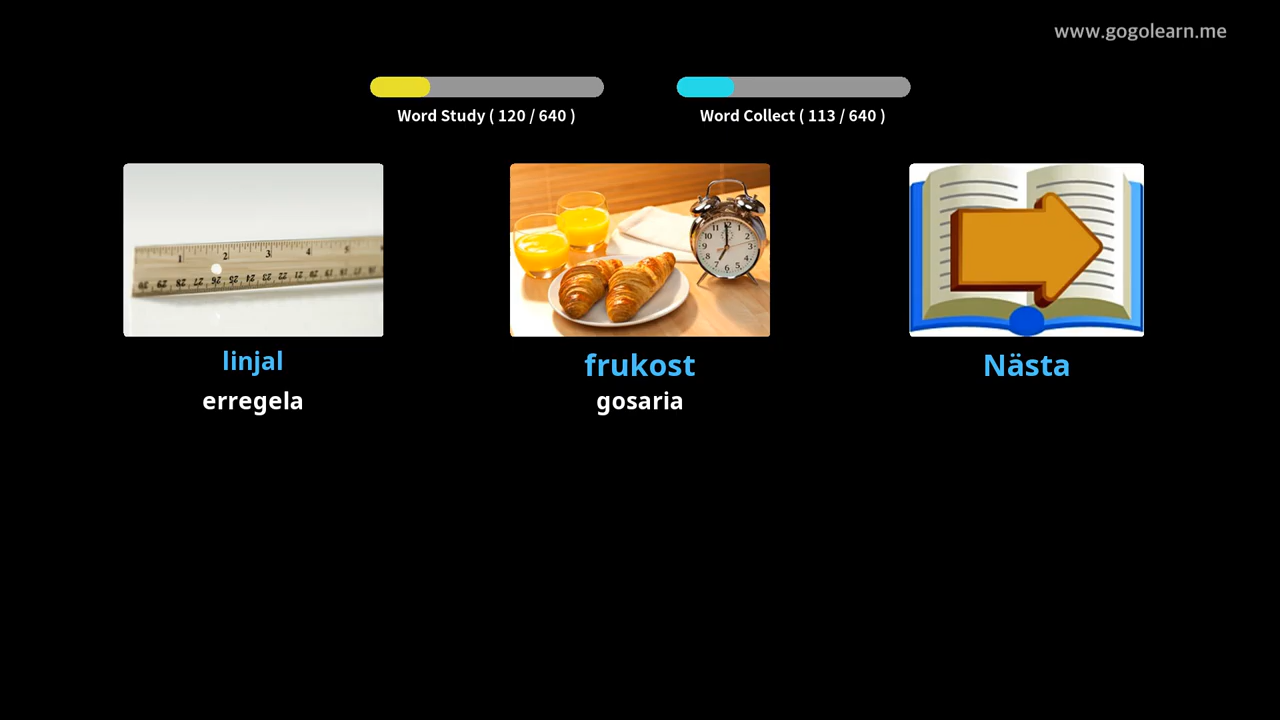 www.gogolearn.me
Word Study ( 120 / 640 )
Word Collect ( 113 / 640 )
linjal
erregela
frukost
gosaria
Nästa